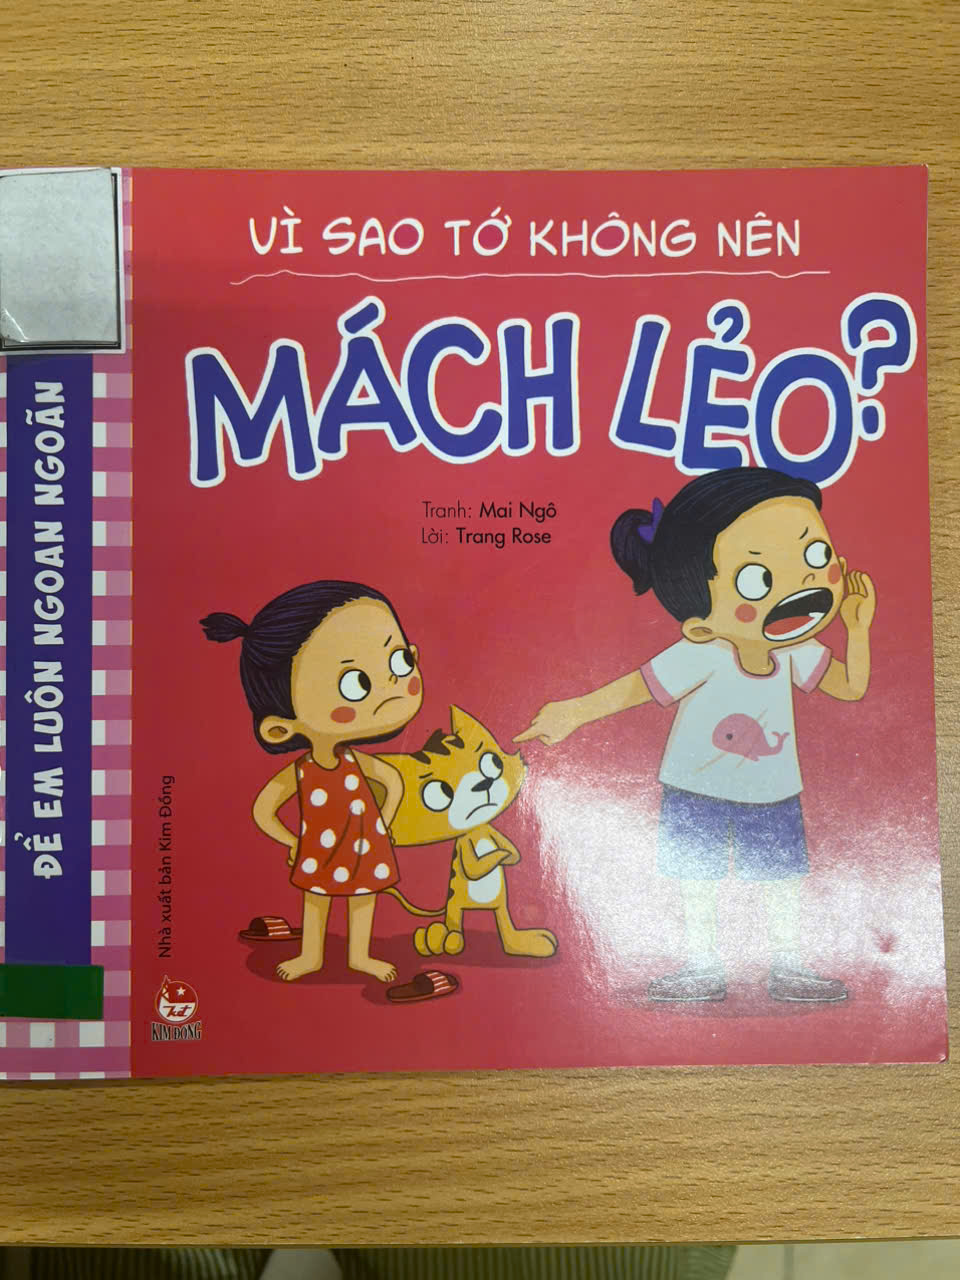 VÌ SAO TỚ KHÔNG NÊN
MÁCH LẺO?
Tranh: Mai Ngô
Lời: Trang Rose
ĐỂ EM LUÔN NGOAN NGOÃN
Nhà xuất bản Kim Đồng
KIM ĐỒNG